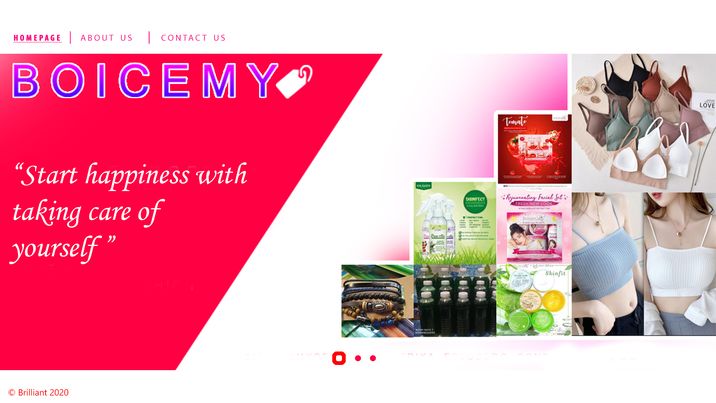 HOMEPAGE
ABOUT US
CONTACT US
BOICEMY
“Start happiness with
taking care of
yourself ”
Tomato
SKINFECT
Rejuvenating Facial Set
Skinfit
LOVE
© Brilliant 2020